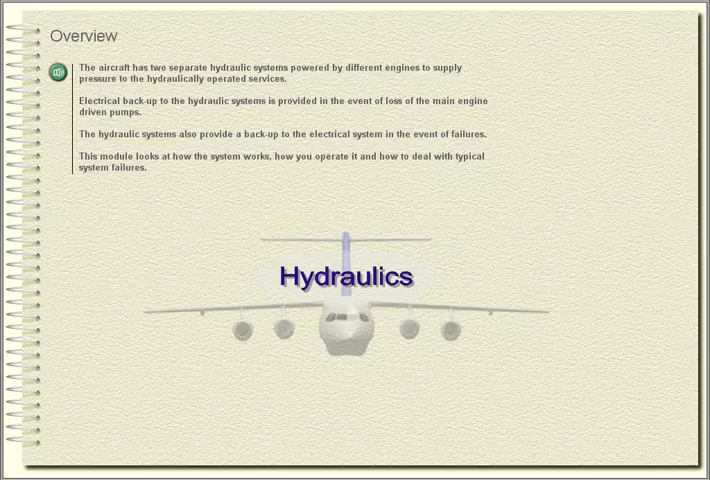 Overview
The aircraft has two separate hydraulic systems powered by different engines to supply
pressure to the hydraulically operated services.
Electrical back-up to the hydraulic systems is provided in the event of loss of the main engine
driven pumps.
The hydraulic systems also provide a back-up to the electrical system in the event of failures.
This module looks at how the system works, how you operate it and how to deal with typical
system failures.
Hydraulics